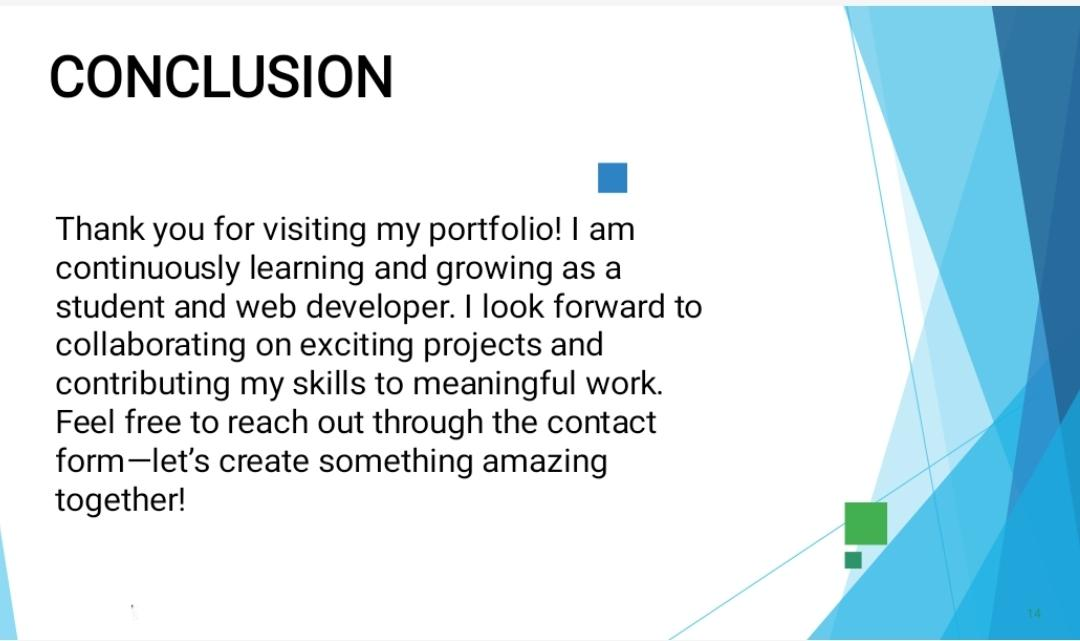 CONCLUSION
Thank you for visiting my portfolio! I am
continuously learning and growing as a
student and web developer. I look forward to
collaborating on exciting projects and
contributing my skills to meaningful work.
Feel free to reach out through the contact
form—let’s create something amazing
together!
14